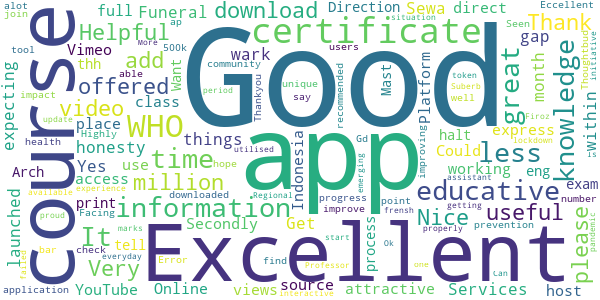 alot
join
full
Funeral
download
Direction
Sewa
direct
Seen
Eccellent
ap
situation
Helpful
500k
users
Thank
initiative
tool
Vimeo
more
certificate
expecting
thh
able
add
wark
unique
Mast
gap
Thoughtbud
impact
community
token
Suberb
update
video
offered
class
Thankyou
say
recommended
Platform
well
great
month
Firoz
period
Good
Highly
place
WHO
things
halt
express
within
lockdown
health
honesty
utilised
Gd
improving
Could
is
course
Arch
Yes
use
time
Indonesia
hope
emerging
less
knowledge
access
million
app
working
eng
launched
available
experience
print
downloaded
progress
point
assistant
educative
exam
proud
Facing
information
Regional
improve
frensh
getting
useful
number
marks
It
Secondly
Get
process
Nice
prevention
please
bar
check
tell
Ok
properly
pandemic
everyday
Very
Error
find
start
source
one
Can
application
failed
YouTube
Online
Professor
views
interactive
attractive
Services
host
Excellent